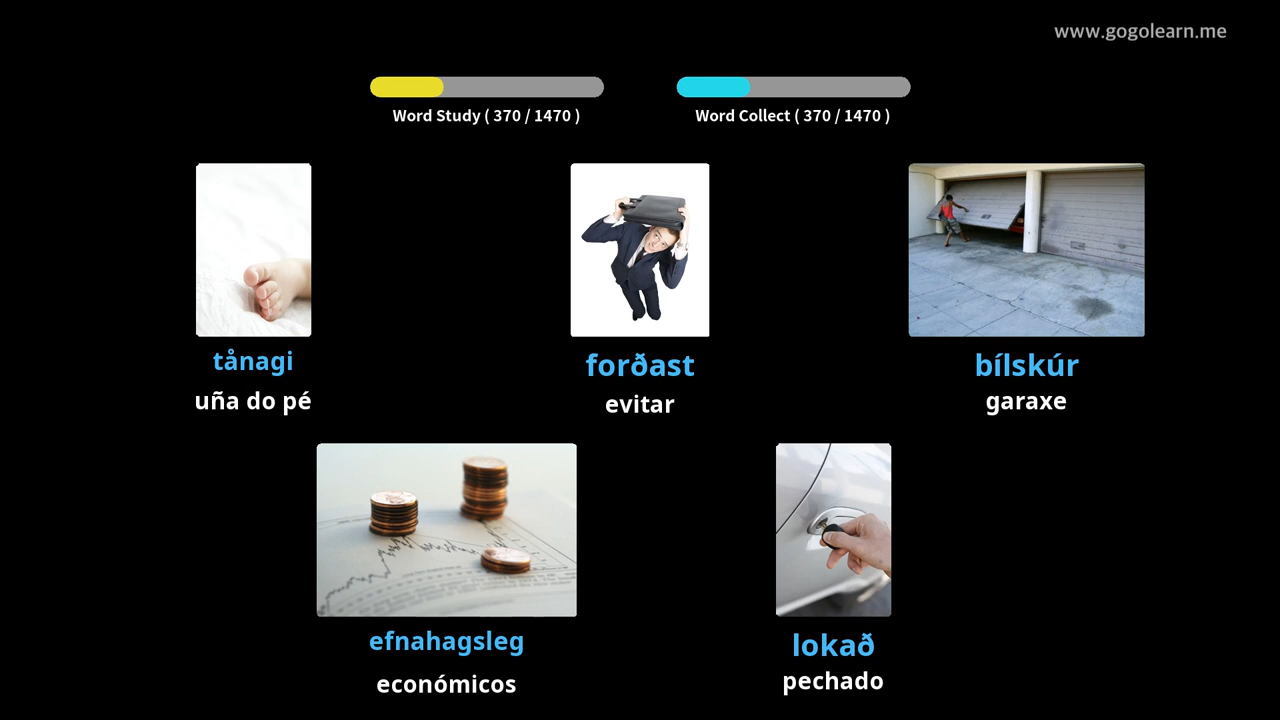 www.gogolearn.me
Word Study ( 370 / 1470 )
Word Collect ( 370 / 1470 )
tånagi
uña do pé
forðast
evitar
bílskúr
garaxe
efnahagsleg
económicos
lokað
pechado